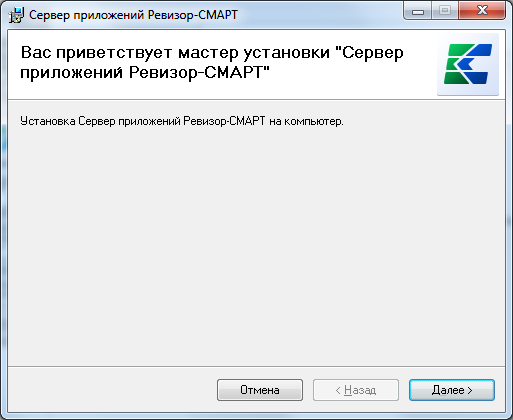 Сервер приложений Ревизор-СМАРТ
Вас приветствует мастер установки "Сервер
приложений Ревизор-СМАРТ"
Установка Сервер приложений Ревизор-СМАРТ на компьютер.
Отмена
< Назад
Далее >